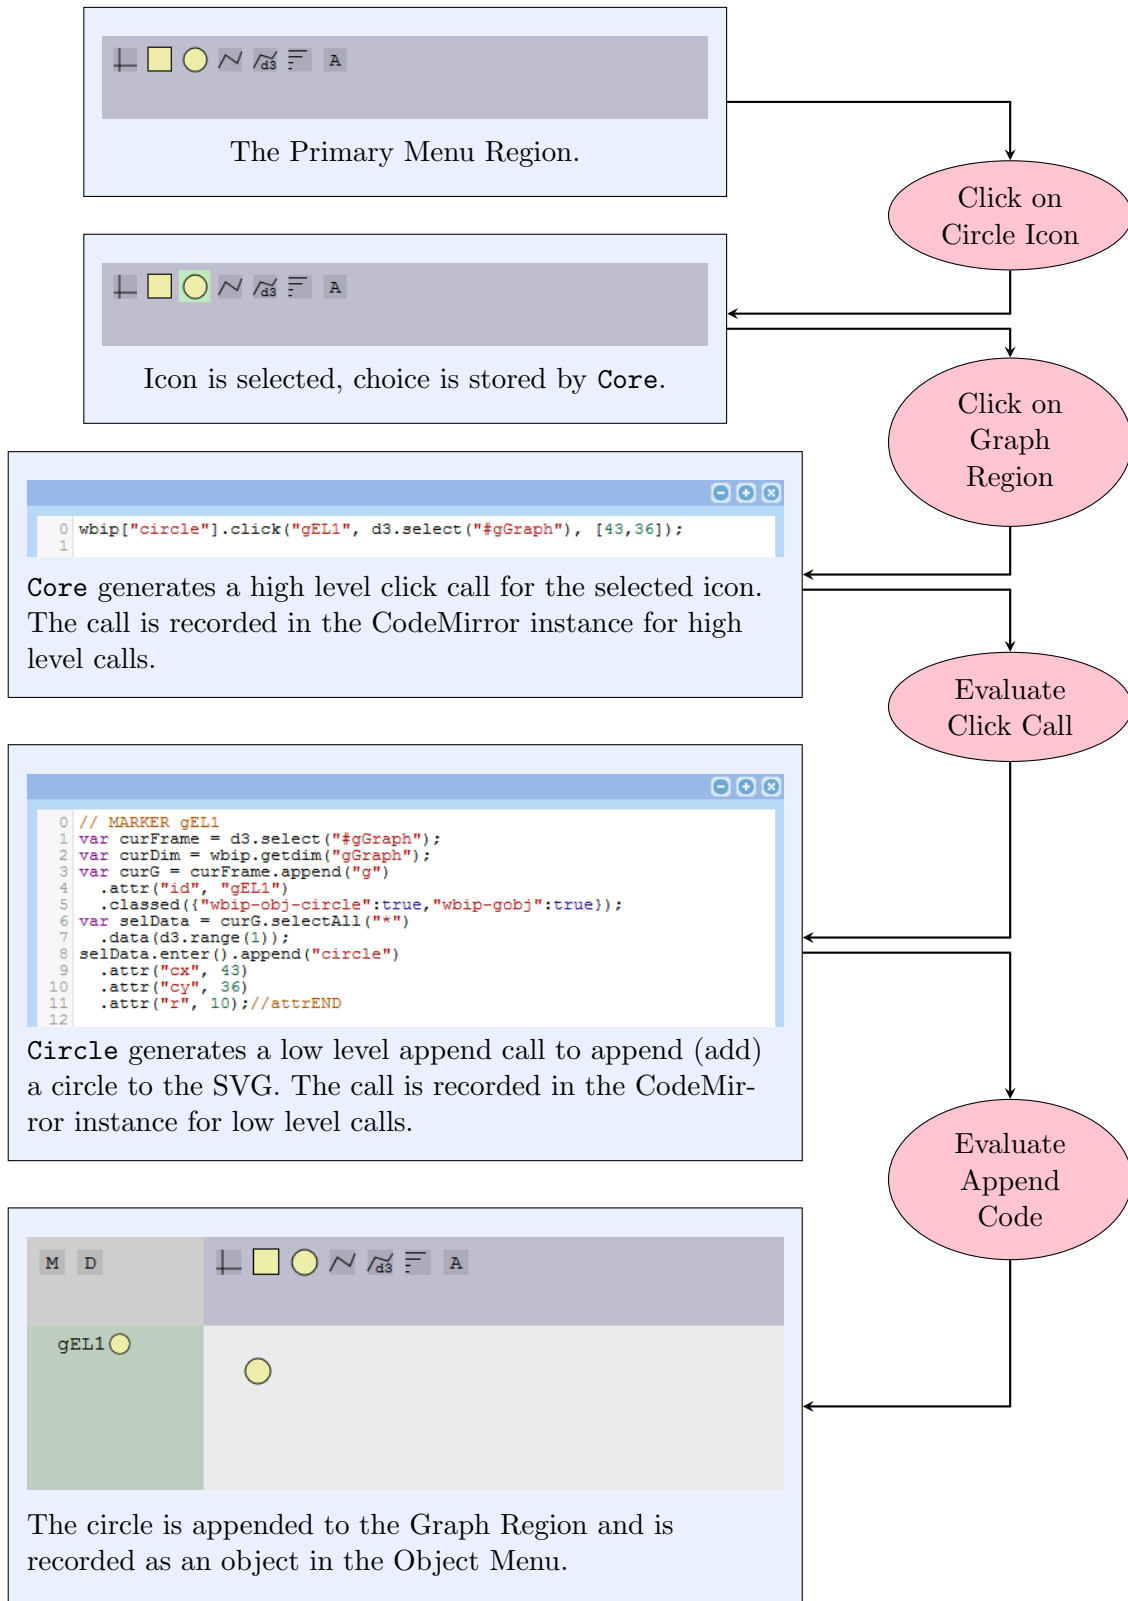 d3 A
The Primary Menu Region.
Click on
Circle Icon
d3 A
Icon is selected, choice is stored by Core.
Click on
Graph
Region
0 wbip["circle"].click("gEL1", d3.select("#gGraph"), [43,36]);
1
Core generates a high level click call for the selected icon.
The call is recorded in the CodeMirror instance for high
level calls.
Evaluate
Click Call
0 // MARKER gEL1
1 var curFrame = d3.select("#gGraph");
2 var curDim = wbip.getdim("gGraph");
3 var curG = curFrame.append("g")
4 .attr("id", "gEL1")
5 .classed({"wbip-obj-circle":true,"wbip-gobj":true});
6 var selData = curG.selectAll("*")
7 .data(d3.range(1));
8 selData.enter().append("circle")
9 .attr("cx", 43)
10 .attr("cy", 36)
11 .attr("r", 10);//attrEND
12
Circle generates a low level append call to append (add)
a circle to the SVG. The call is recorded in the CodeMir-
ror instance for low level calls.
Evaluate
Append
Code
M D d3 A
gEL1
The circle is appended to the Graph Region and is
recorded as an object in the Object Menu.